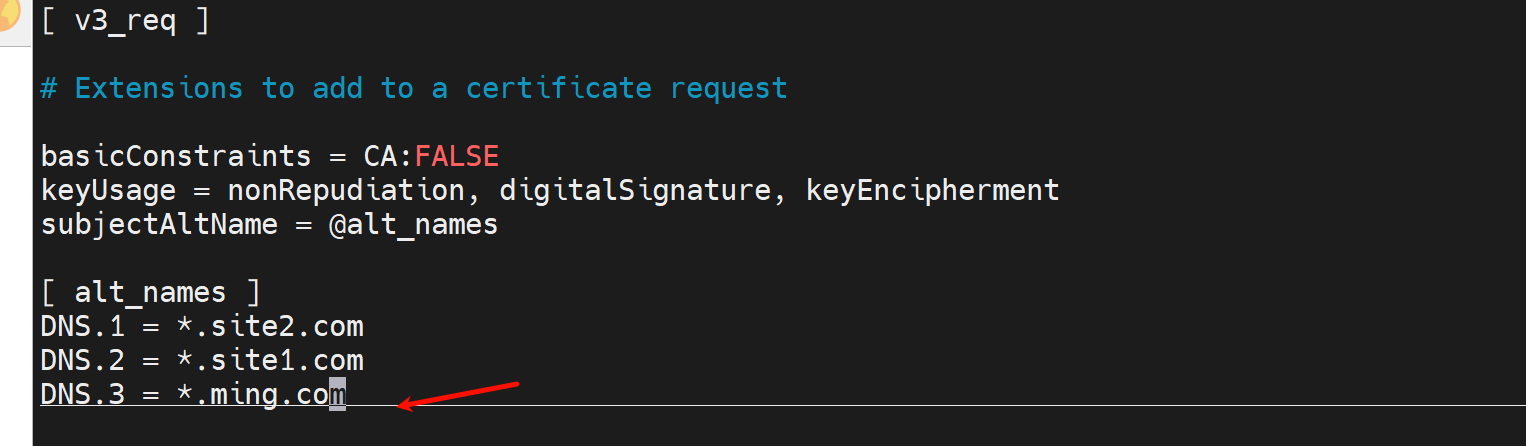 [ v3_req ]
# Extensions to add to a certificate request
basicConstraints = CA:FALSE
keyUsage = nonRepudiation, digitalSignature, keyEncipherment
subjectAltName = @alt_names
[ alt_names ]
DNS.1 = *.site2.com
DNS.2 = *.site1.com
DNS.3 = *.ming.com